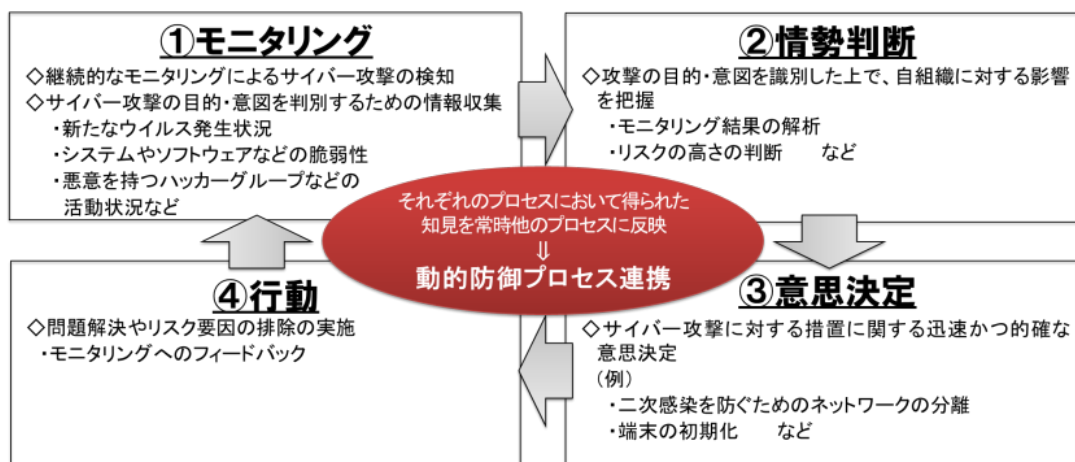 ①モニタリング
◇継続的なモニタリングによるサイバー攻撃の検知
◇サイバー攻撃の目的・意図を判別するための情報収集
・新たなウイルス発生状況
・システムやソフトウェアなどの脆弱性
・悪意を持つハッカーグループなどの
活動状況など
②情勢判断
◇攻撃の目的・意図を識別した上で、自組織に対する影響
を把握
・モニタリング結果の解析
・リスクの高さの判断　　など
それぞれのプロセスにおいて得られた
知見を常時他のプロセスに反映
⇓
動的防御プロセス連携
③意思決定
◇サイバー攻撃に対する措置に関する迅速かつ的確な
意思決定
(例)
・二次感染を防ぐためのネットワークの分離
・端末の初期化　　など
④行動
◇問題解決やリスク要因の排除の実施
・モニタリングへのフィードバック